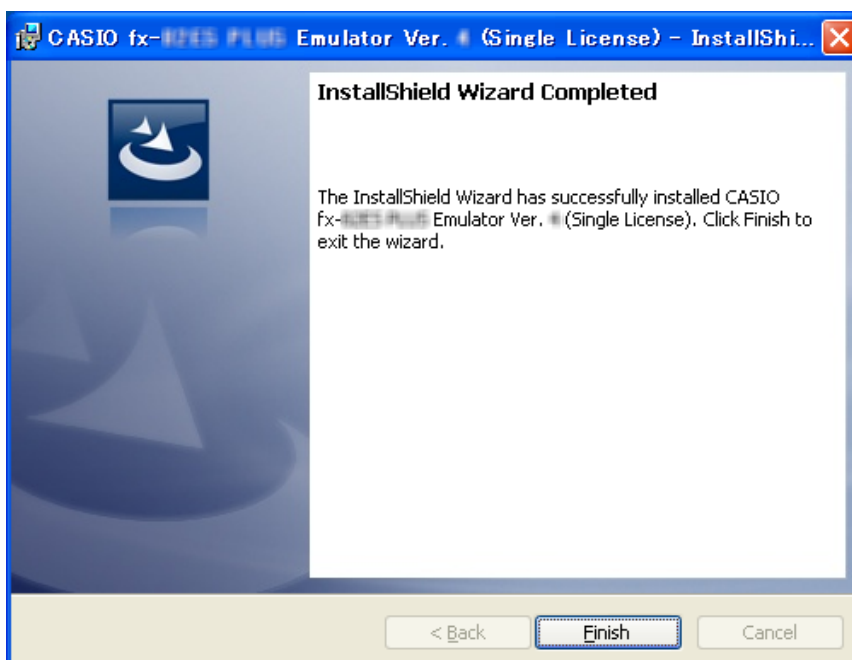 CASIO fx- Emulator Ver. (Single License) - InstallShi...
InstallShield Wizard Completed
The InstallShield Wizard has successfully installed CASIO
fx- Emulator Ver. (Single License). Click Finish to
exit the wizard.
< Back
Finish
Cancel